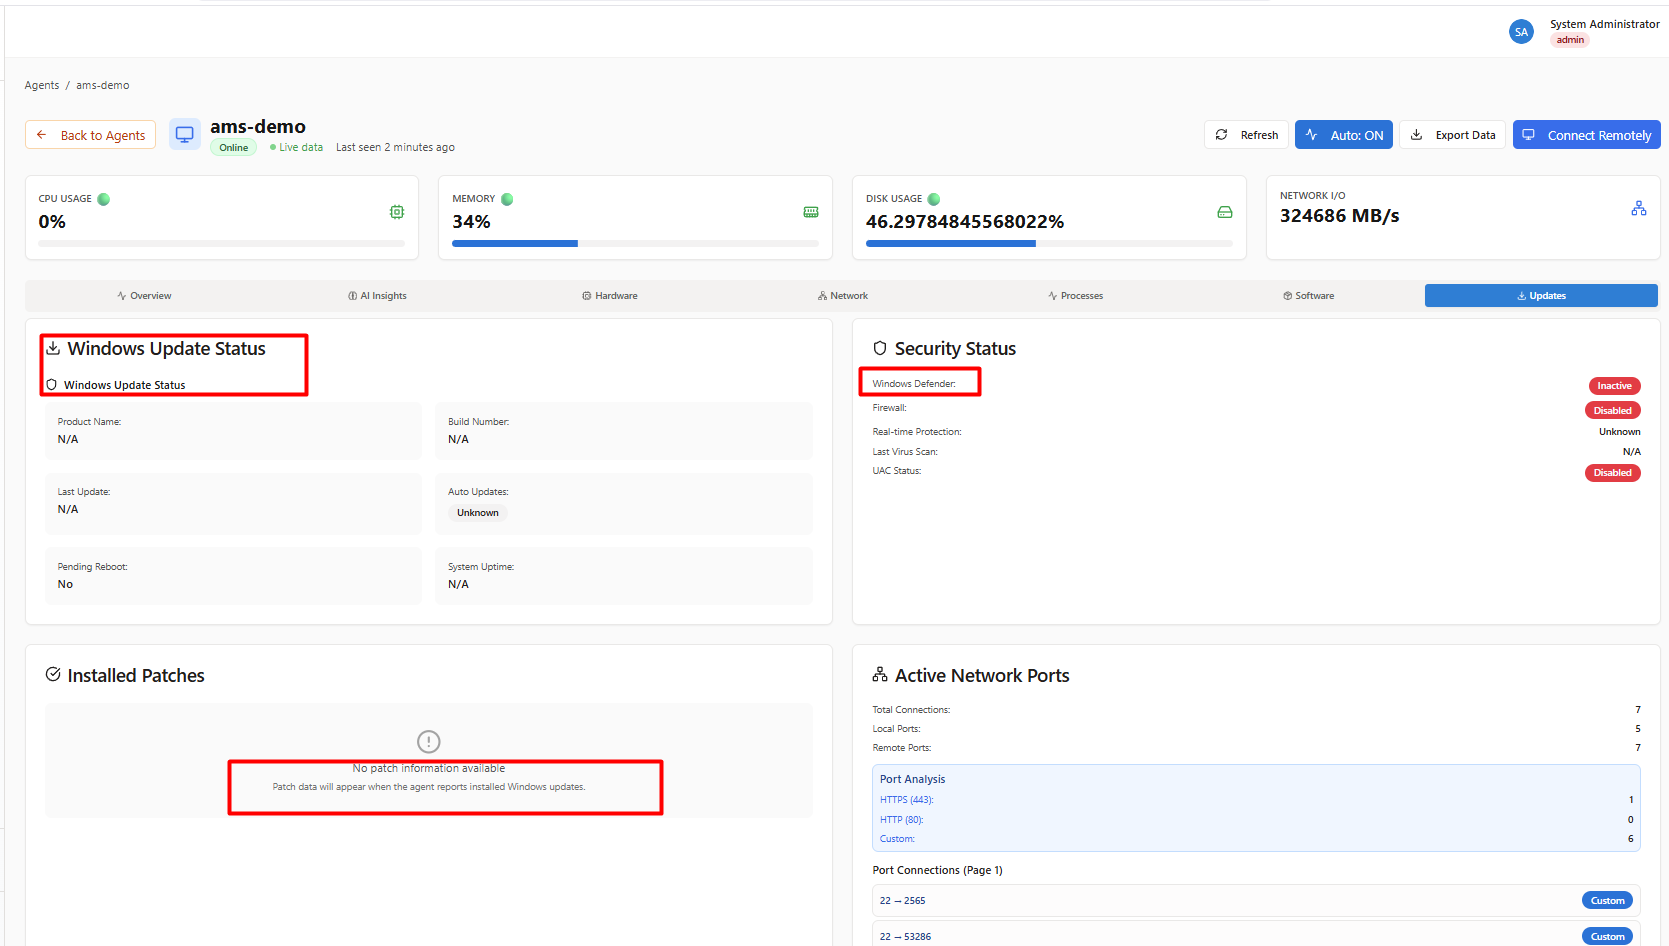 SA
System Administrator
admin
Agents / ams-demo
Back to Agents
ams-demo
Online
Live data
Last seen 2 minutes ago
Refresh
Auto: ON
Export Data
Connect Remotely
CPU USAGE
0%
MEMORY
34%
DISK USAGE
46.29784845568022%
NETWORK I/O
324686 MB/s
Overview
AI Insights
Hardware
Network
Processes
Software
Updates
Windows Update Status
Windows Update Status
Product Name:
N/A
Build Number:
N/A
Last Update:
N/A
Auto Updates:
Unknown
Pending Reboot:
No
System Uptime:
N/A
Security Status
Windows Defender: Inactive
Firewall: Disabled
Real-time Protection: Unknown
Last Virus Scan: N/A
UAC Status: Disabled
Installed Patches
No patch information available
Patch data will appear when the agent reports installed Windows updates.
Active Network Ports
Total Connections: 7
Local Ports: 5
Remote Ports: 7
Port Analysis
HTTPS (443): 1
HTTP (80): 0
Custom: 6
Port Connections (Page 1)
22 → 2565 Custom
22 → 53286 Custom